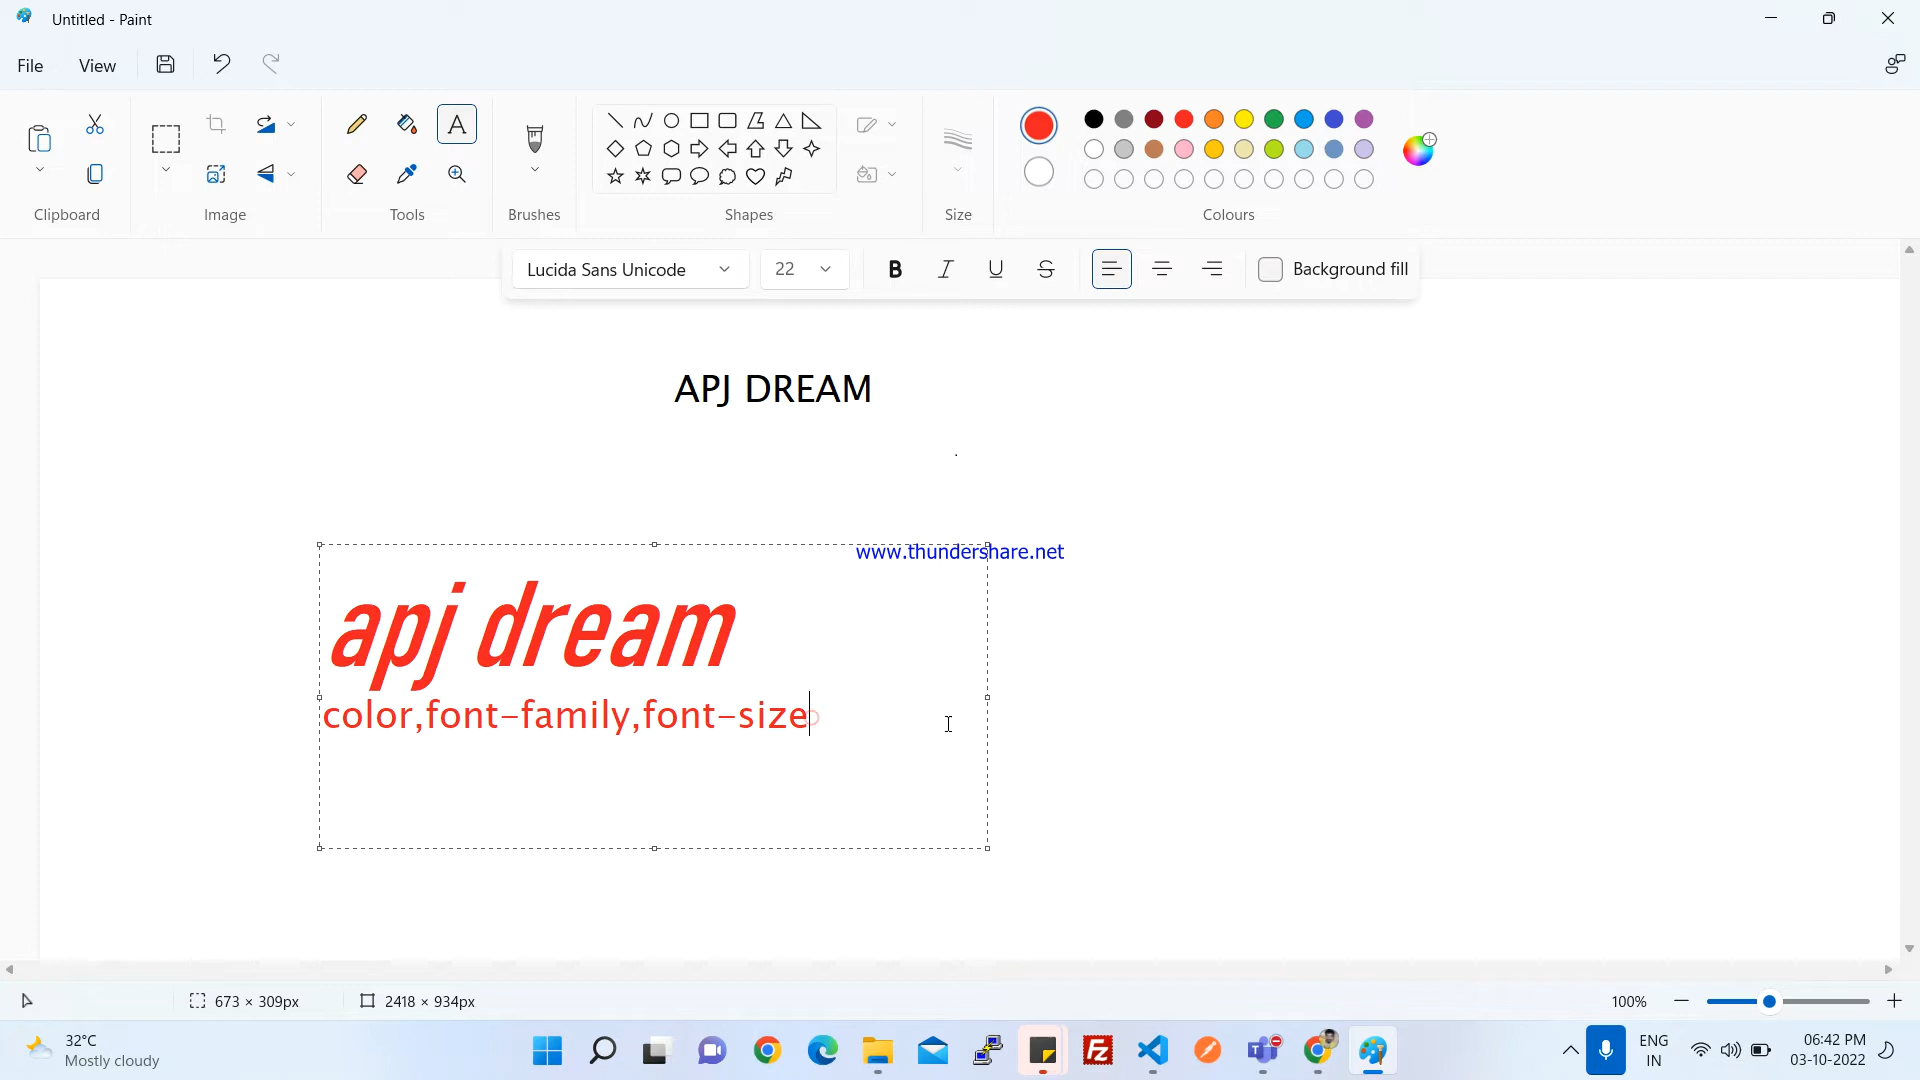 Untitled - Paint
File View
Clipboard
Image
Tools
Brushes
Shapes
Size
Colours
Lucida Sans Unicode
22
B I U S
Background fill
APJ DREAM
.
www.thundershare.net
apj dream
color,font-family,font-size
673 × 309px
2418 × 934px
100%
32°C
Mostly cloudy
ENG
IN
06:42 PM
03-10-2022